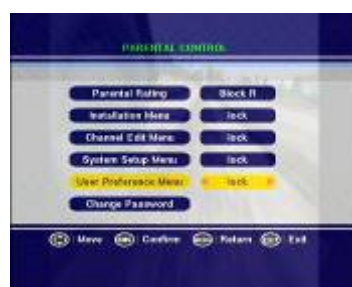 PARENTAL CONTROL
Parental Rating Block R
Installation Menu lock
Channel Edit Menu lock
System Setup Menu lock
User Preference Menu lock
Change Password
Move Confirm Return Exit